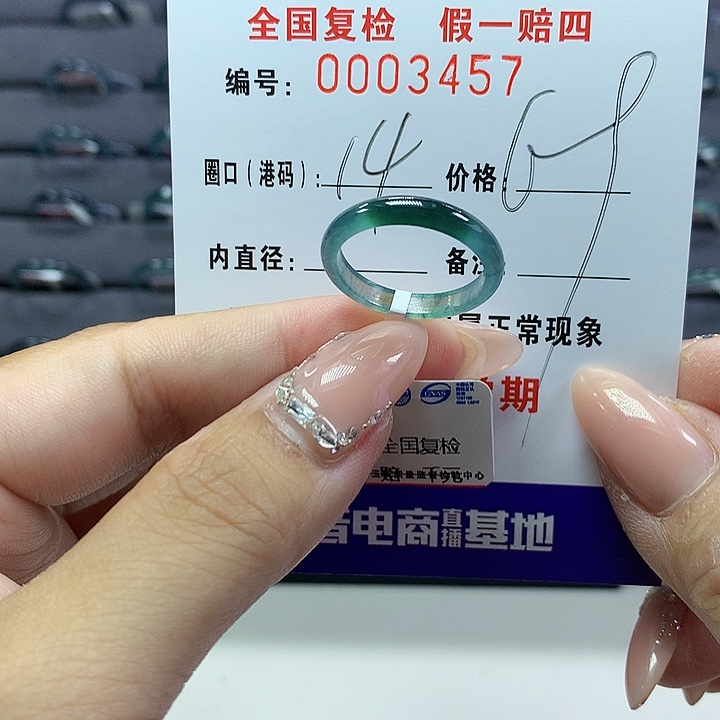 全国复检 假一赔四
编号: 0003457
圈口(港码): 14 价格: 69
内直径: 备注:
正常现象
期
CNAS
全国复检
电商直播基地